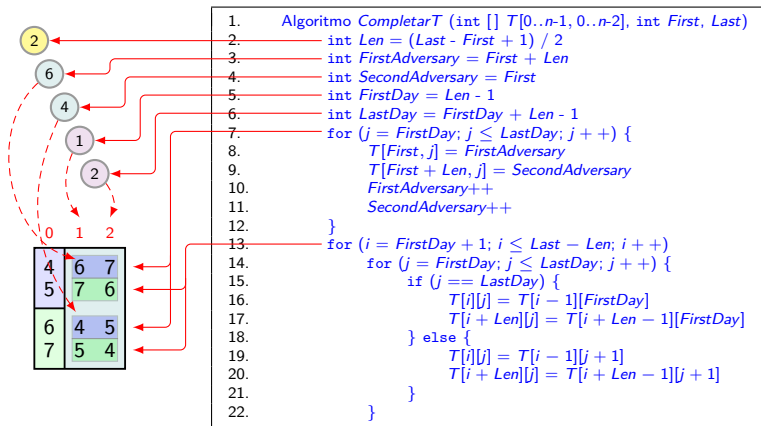 1. Algoritmo CompletarT (int [] T[0..n-1, 0..n-2], int First, Last)
2. int Len = (Last - First + 1) / 2
3. int FirstAdversary = First + Len
4. int SecondAdversary = First
5. int FirstDay = Len - 1
6. int LastDay = FirstDay + Len - 1
7. for (j = FirstDay; j ≤ LastDay; j ++) {
8. T[First, j] = FirstAdversary
9. T[First + Len, j] = SecondAdversary
10. FirstAdversary++
11. SecondAdversary++
12. }
13. for (i = FirstDay + 1; i ≤ Last − Len; i ++)
14. for (j = FirstDay; j ≤ LastDay; j ++) {
15. if (j == LastDay) {
16. T[i][j] = T[i − 1][FirstDay]
17. T[i + Len][j] = T[i + Len − 1][FirstDay]
18. } else {
19. T[i][j] = T[i − 1][j + 1]
20. T[i + Len][j] = T[i + Len − 1][j + 1]
21. }
22. }
2
6
4
1
2
0 1 2
4 6 7
5 7 6
6 4 5
7 5 4